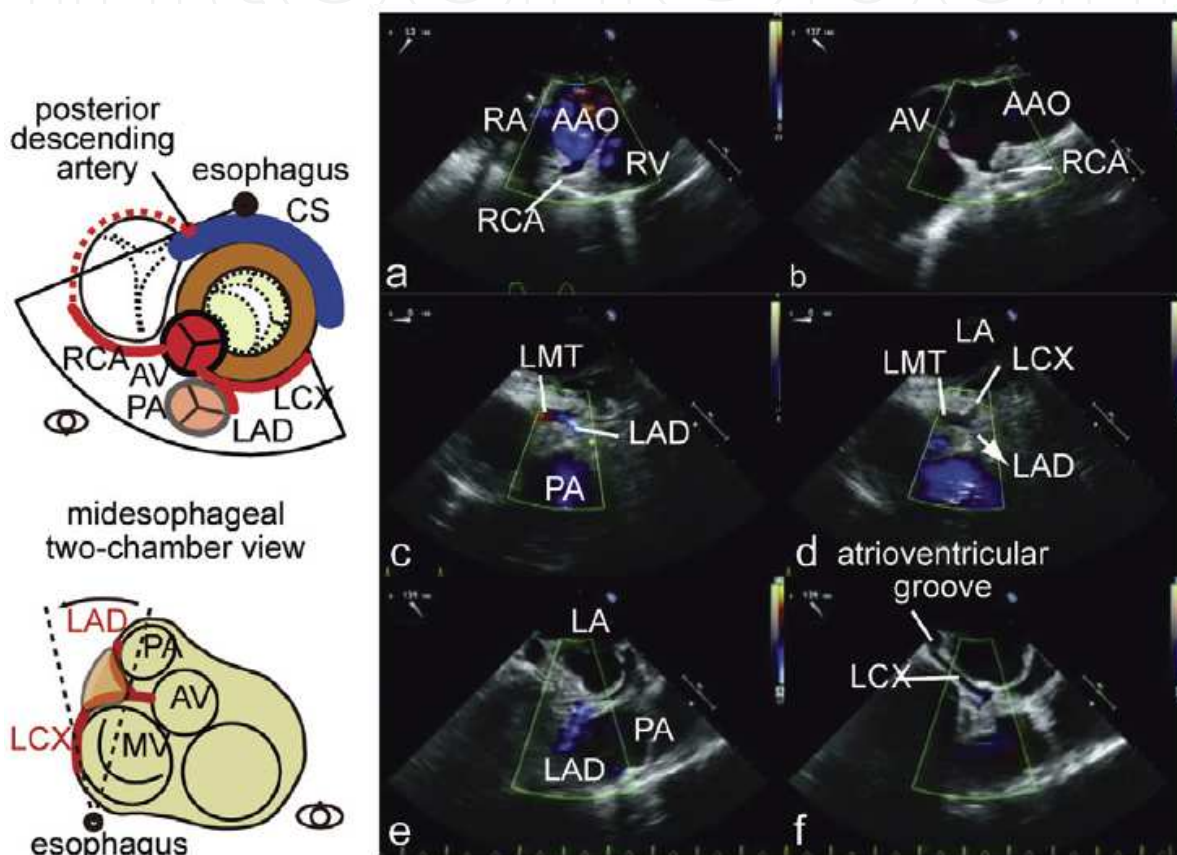 posterior
descending
artery
esophagus
CS
RCA
AV
PA
LCX
LAD
midesophageal
two-chamber view
LAD
PA
AV
LCX
MV
esophagus
RA
AAO
RV
RCA
a
AV
AAO
RCA
b
LMT
LAD
PA
c
LA
LMT
LCX
LAD
d
LA
PA
LAD
e
atrioventricular
groove
LCX
f